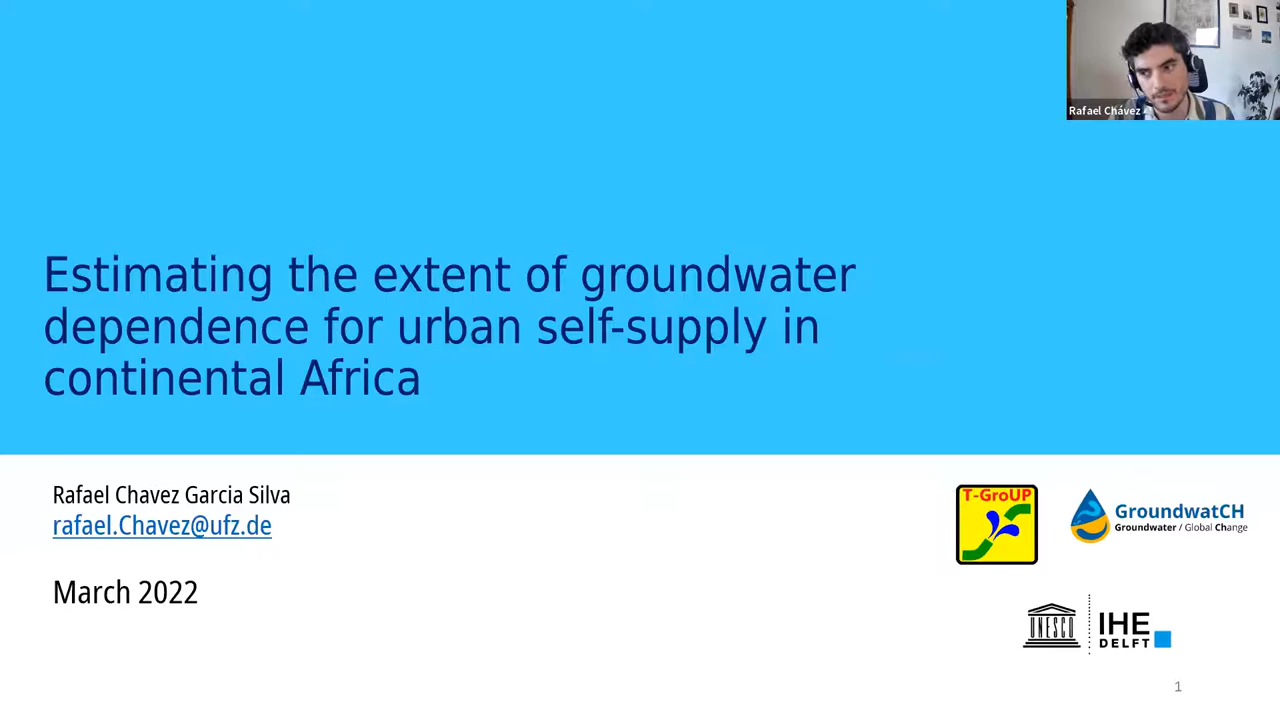 Rafael Chávez
Estimating the extent of groundwater
dependence for urban self-supply in
continental Africa
Rafael Chavez Garcia Silva
rafael.Chavez@ufz.de
March 2022
T-GroUP
GroundwatCH
Groundwater / Global Change
UNESCO
IHE
DELFT
1